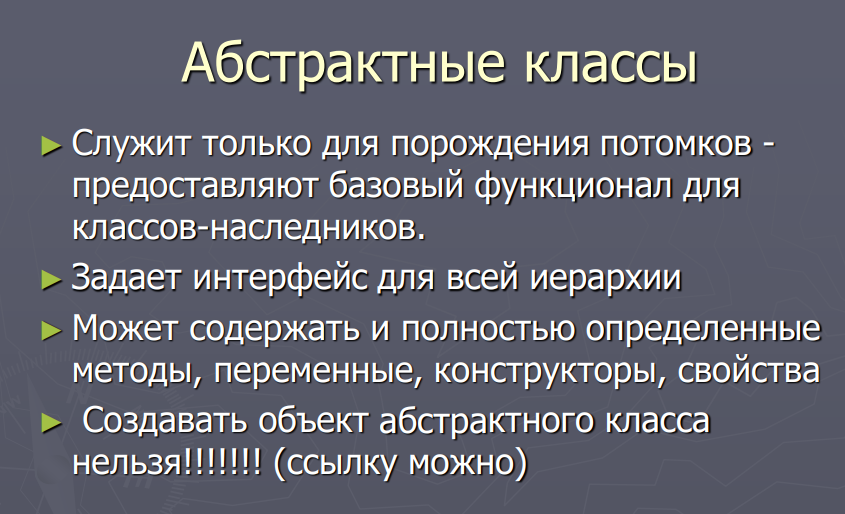 Абстрактные классы
► Служит только для порождения потомков -
предоставляют базовый функционал для
классов-наследников.
► Задает интерфейс для всей иерархии
► Может содержать и полностью определенные
методы, переменные, конструкторы, свойства
► Создавать объект абстрактного класса
нельзя!!!!!!! (ссылку можно)